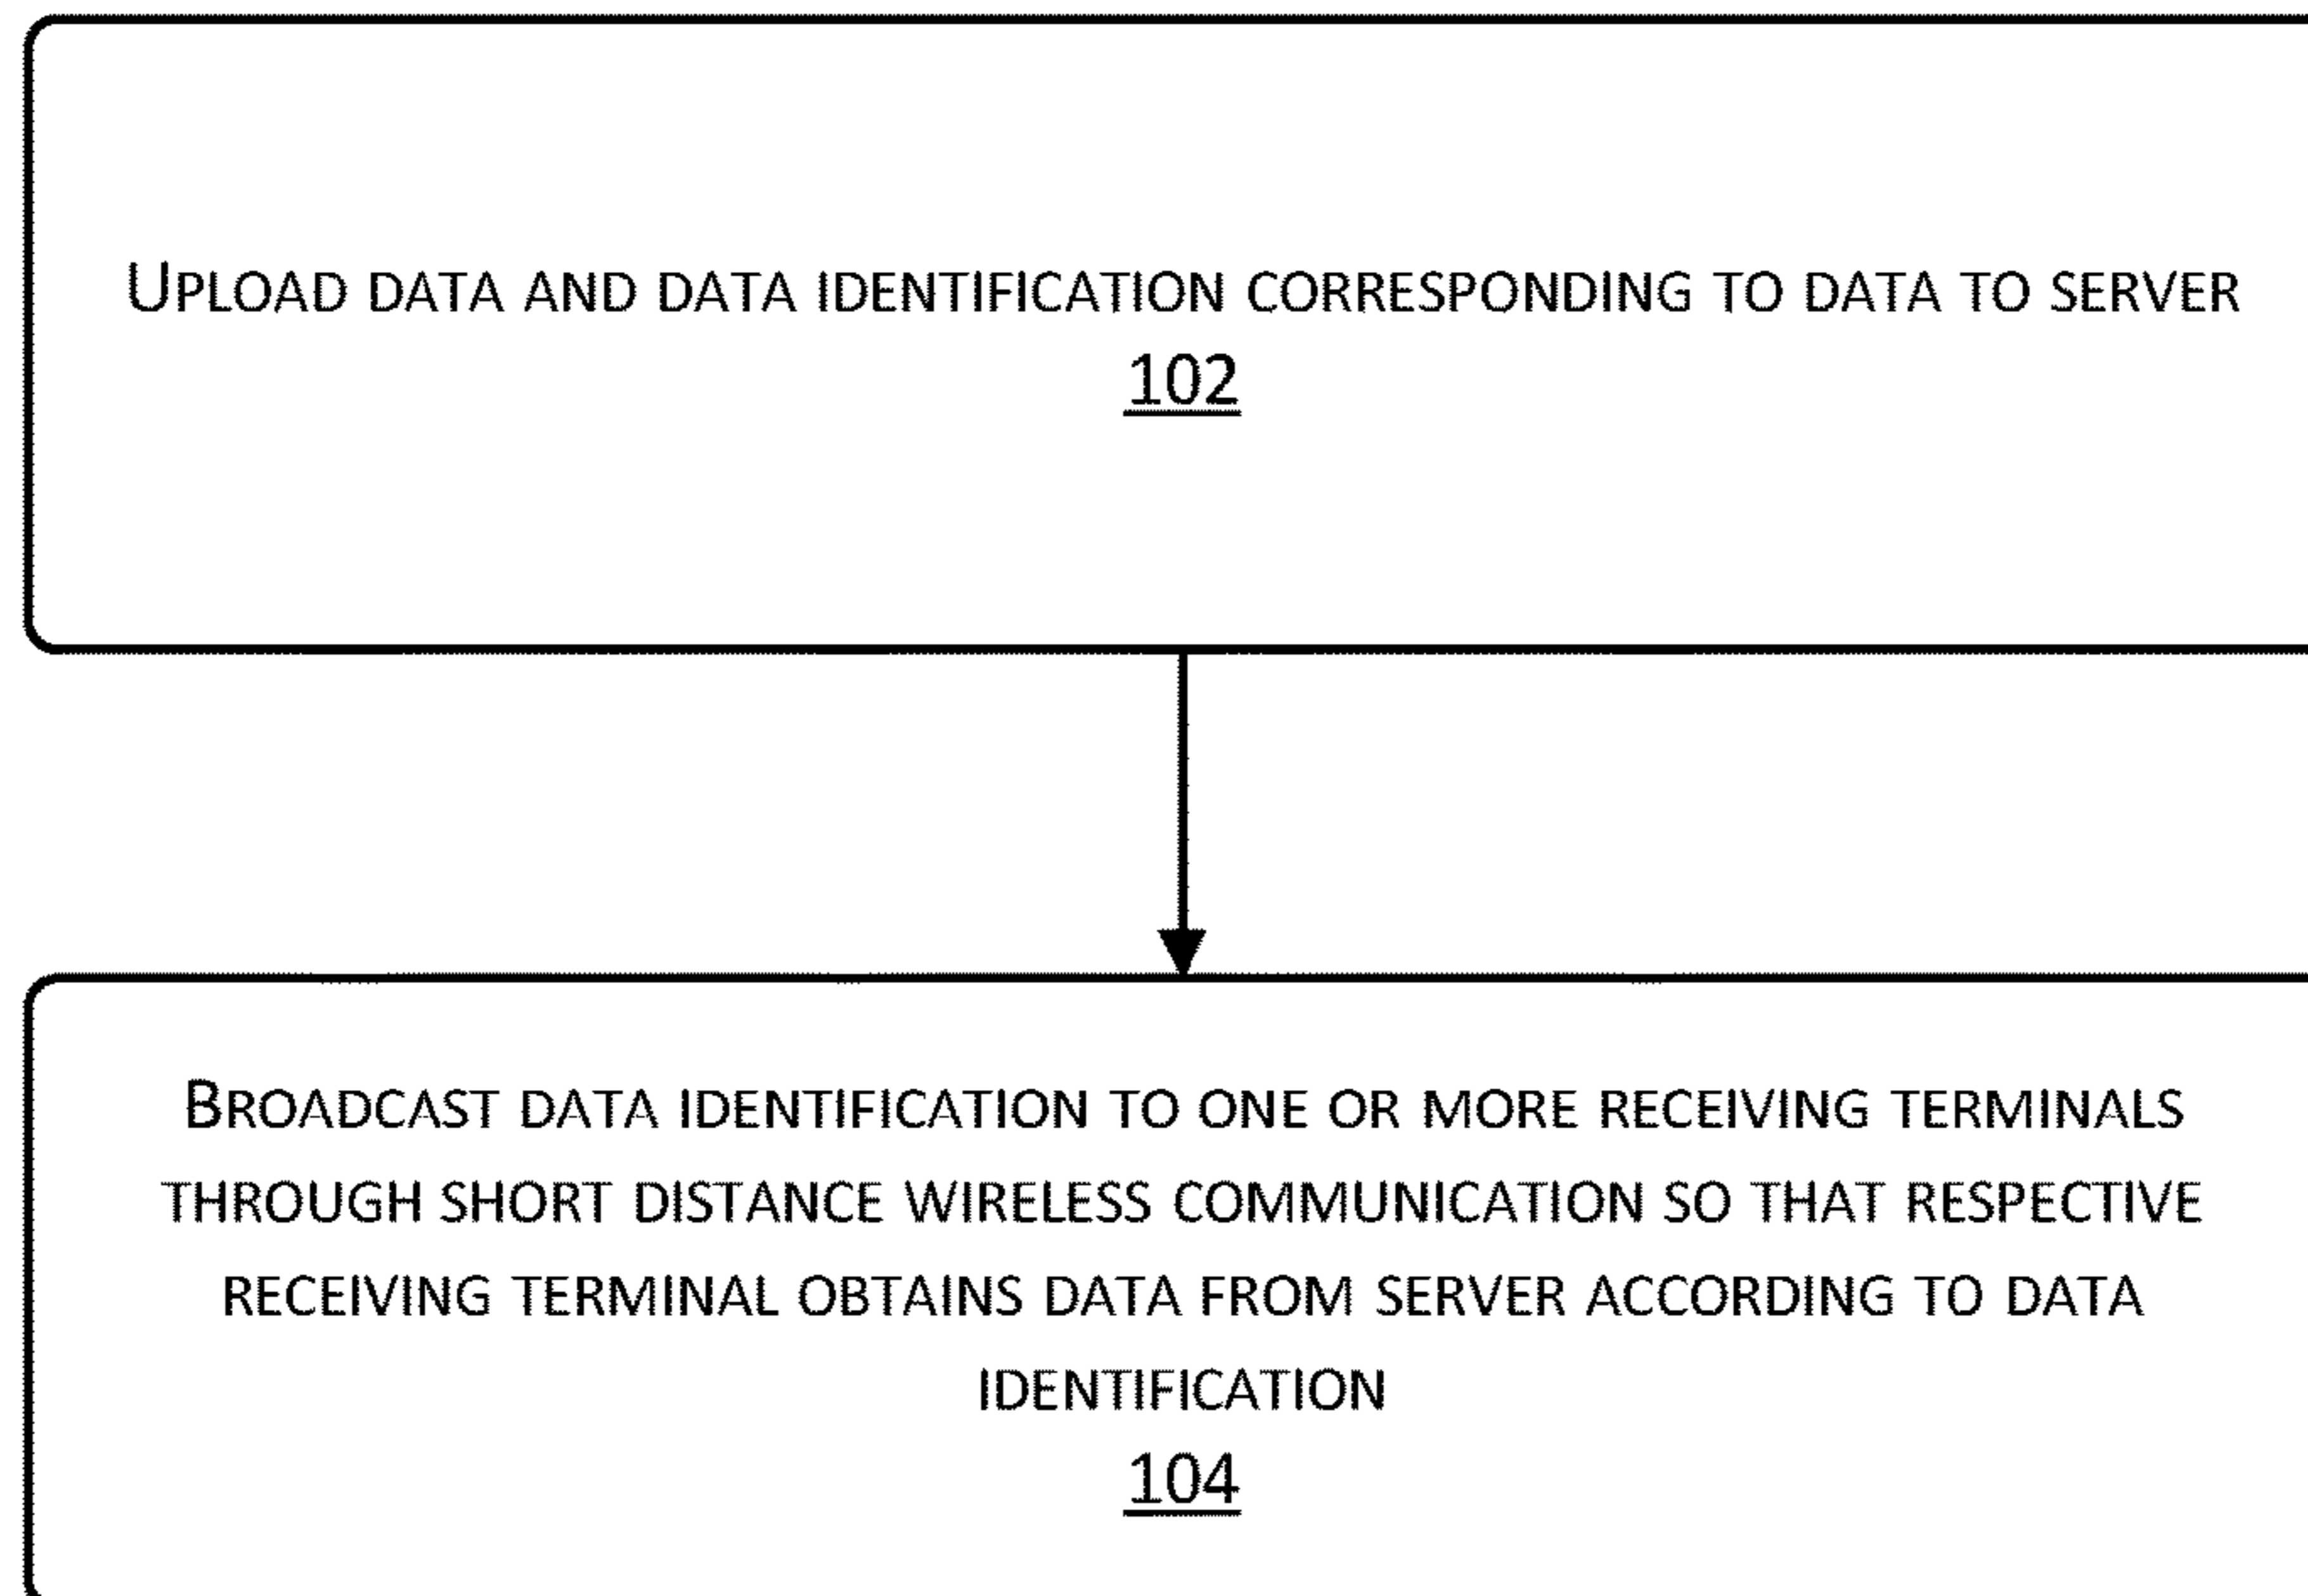 UPLOAD DATA AND DATA IDENTIFICATION CORRESPONDING TO DATA TO SERVER
102
BROADCAST DATA IDENTIFICATION TO ONE OR MORE RECEIVING TERMINALS
THROUGH SHORT DISTANCE WIRELESS COMMUNICATION SO THAT RESPECTIVE
RECEIVING TERMINAL OBTAINS DATA FROM SERVER ACCORDING TO DATA
IDENTIFICATION
104